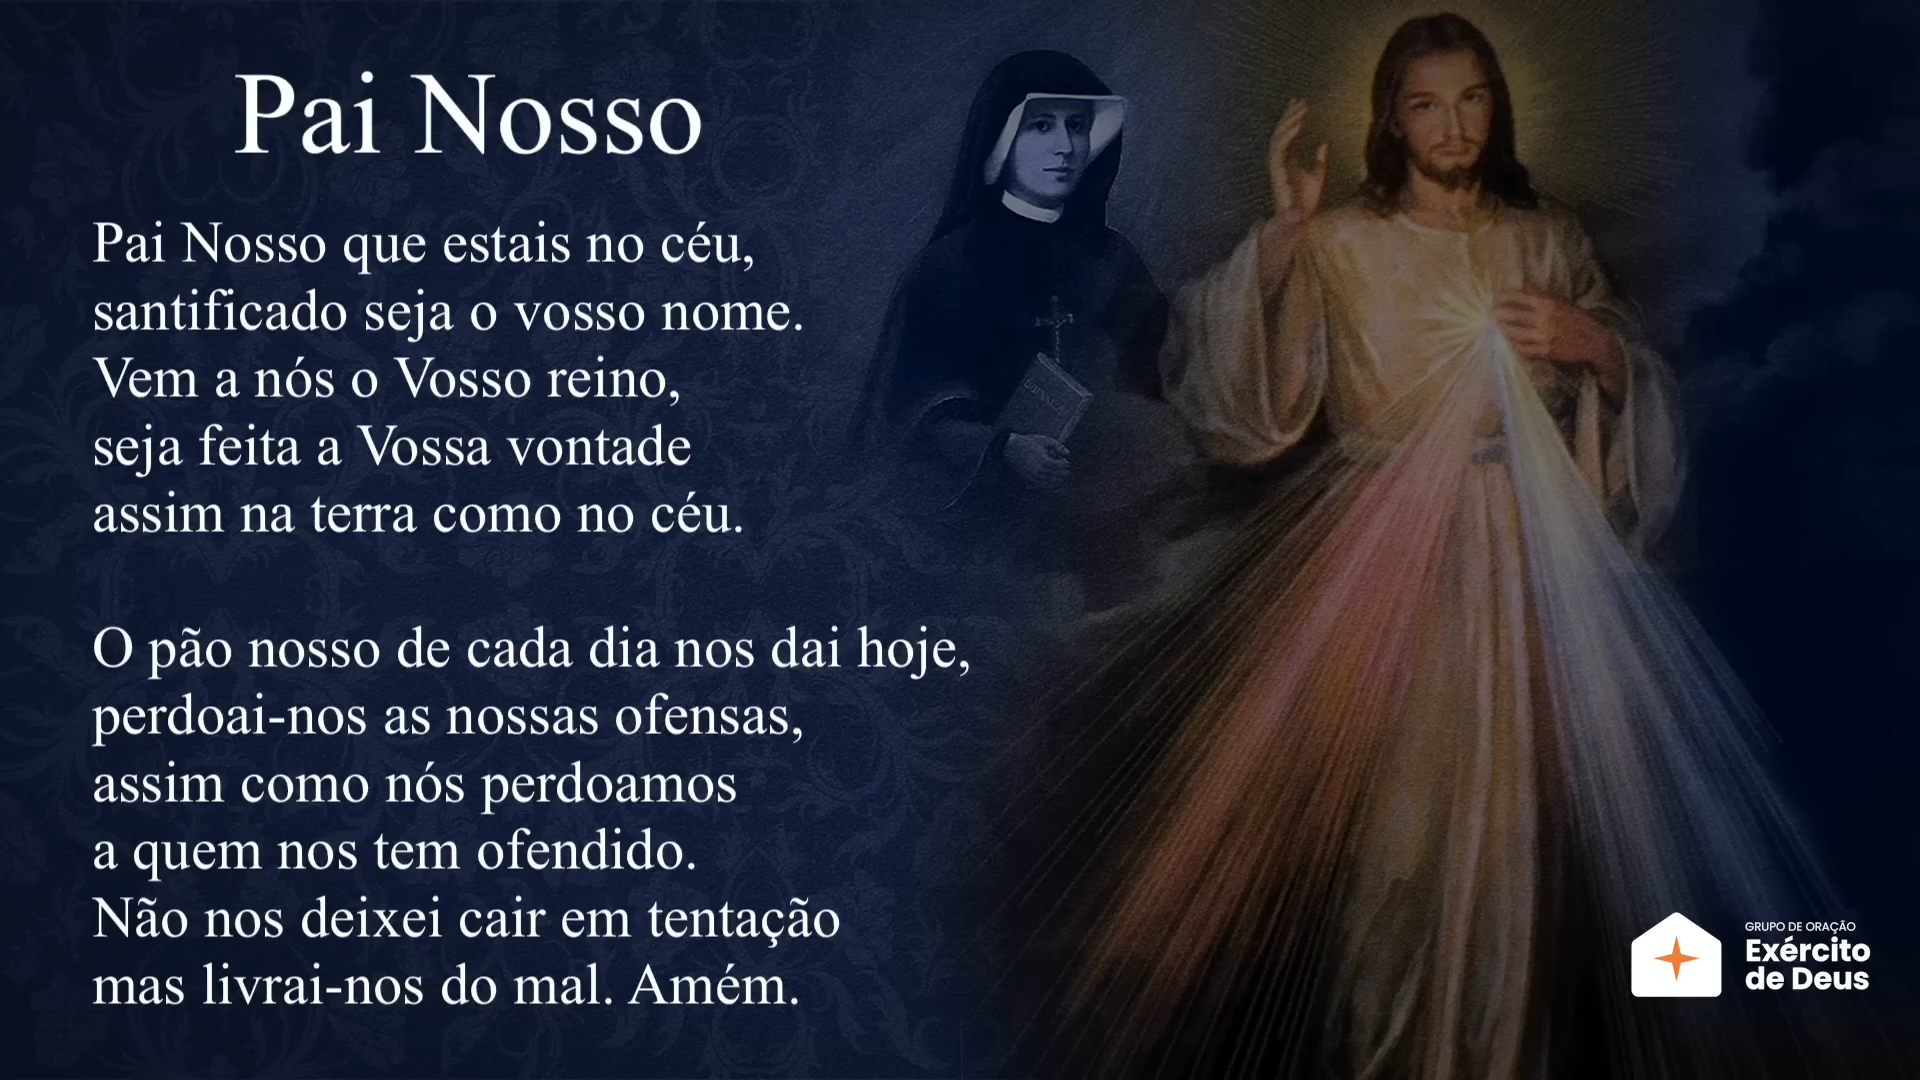 Pai Nosso
Pai Nosso que estais no céu,
santificado seja o vosso nome.
Vem a nós o Vosso reino,
seja feita a Vossa vontade
assim na terra como no céu.
O pão nosso de cada dia nos dai hoje,
perdoai-nos as nossas ofensas,
assim como nós perdoamos
a quem nos tem ofendido.
Não nos deixei cair em tentação
mas livrai-nos do mal. Amém.
GRUPO DE ORAÇÃO
Exército
de Deus